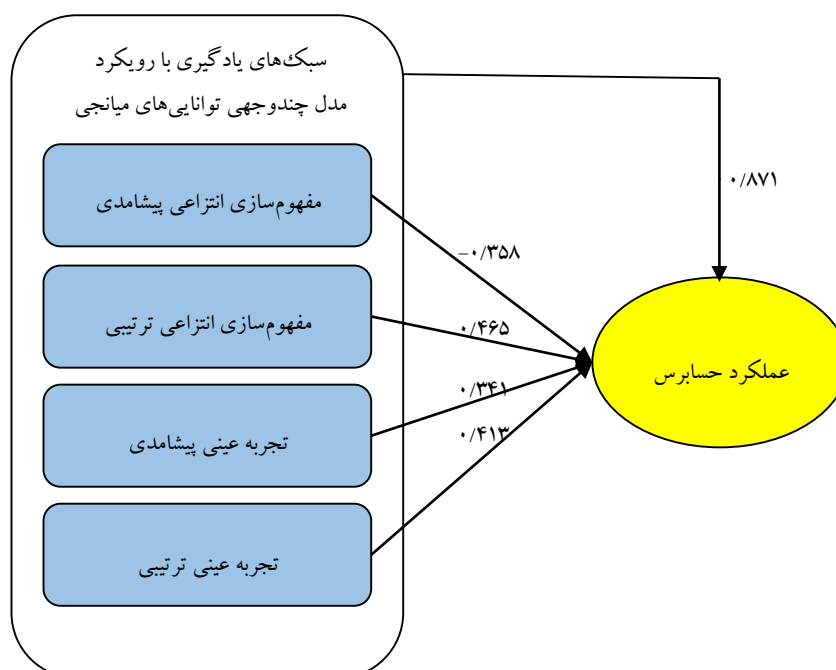 سبک‌های یادگیری با رویکرد
مدل چندوجهی توانایی‌های میانجی
مفهوم‌سازی انتزاعی پیشامدی
۰/۸۷۱
-۰/۳۵۸
مفهوم‌سازی انتزاعی ترتیبی
۰/۴۶۵
عملکرد حسابرس
۰/۳۴۱
تجربه عینی پیشامدی
۰/۴۱۳
تجربه عینی ترتیبی